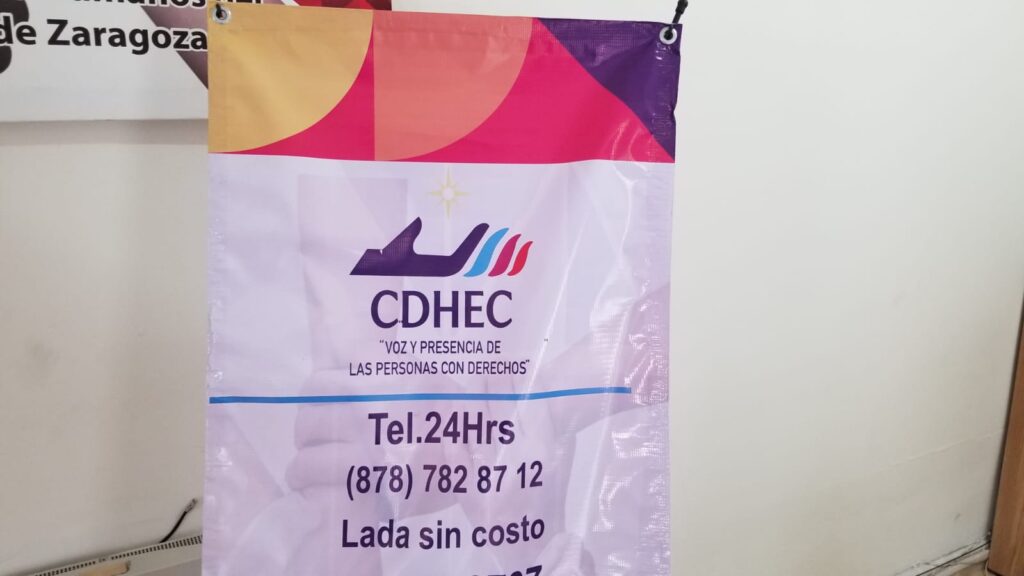 de Zaragoza
CDHEC
"VOZ Y PRESENCIA DE
LAS PERSONAS CON DERECHOS"
Tel.24Hrs
(878) 782 87 12
Lada sin costo